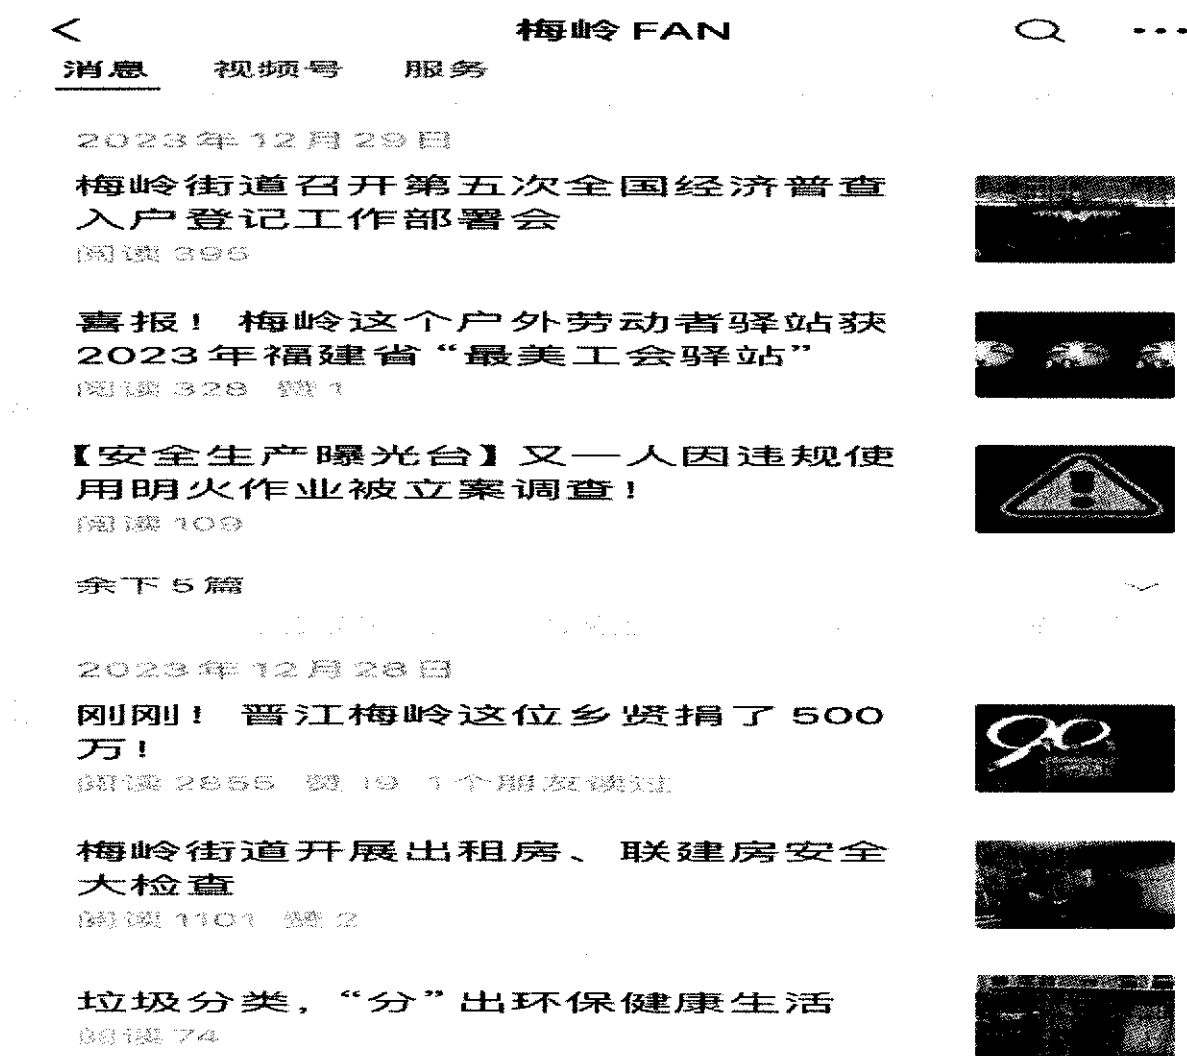 梅岭 FAN
消息 视频号 服务
2023年12月29日
梅岭街道召开第五次全国经济普查
入户登记工作部署会
阅读 395
喜报！梅岭这个户外劳动者驿站获
2023年福建省“最美工会驿站”
阅读 328 赞 1
【安全生产曝光台】又一人因违规使
用明火作业被立案调查！
阅读 109
余下 5 篇
2023年12月28日
刚刚！晋江梅岭这位乡贤捐了 500
万！
阅读 2855 赞 19 1个朋友读过
梅岭街道开展出租房、联建房安全
大检查
阅读 1101 赞 2
垃圾分类，“分”出环保健康生活
阅读 74